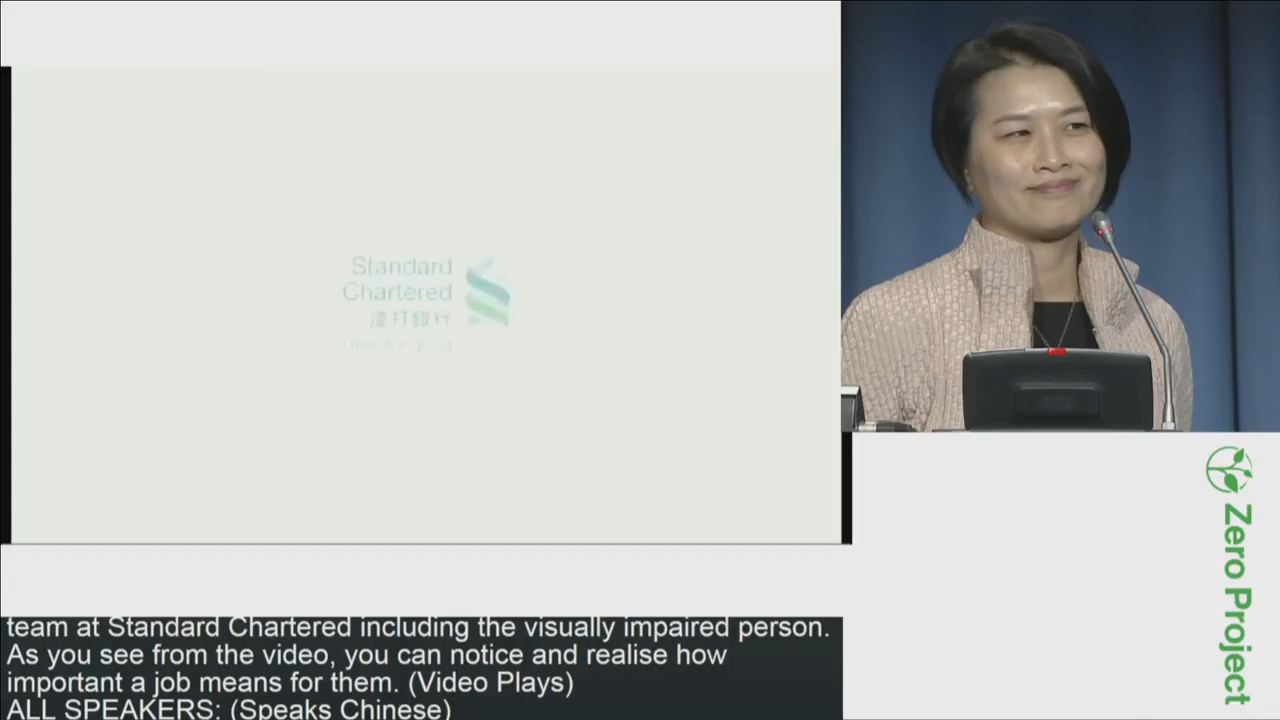 Standard
Chartered
渣打銀行
Zero Project
team at Standard Chartered including the visually impaired person.
As you see from the video, you can notice and realise how
important a job means for them. (Video Plays)
ALL SPEAKERS: (Speaks Chinese)